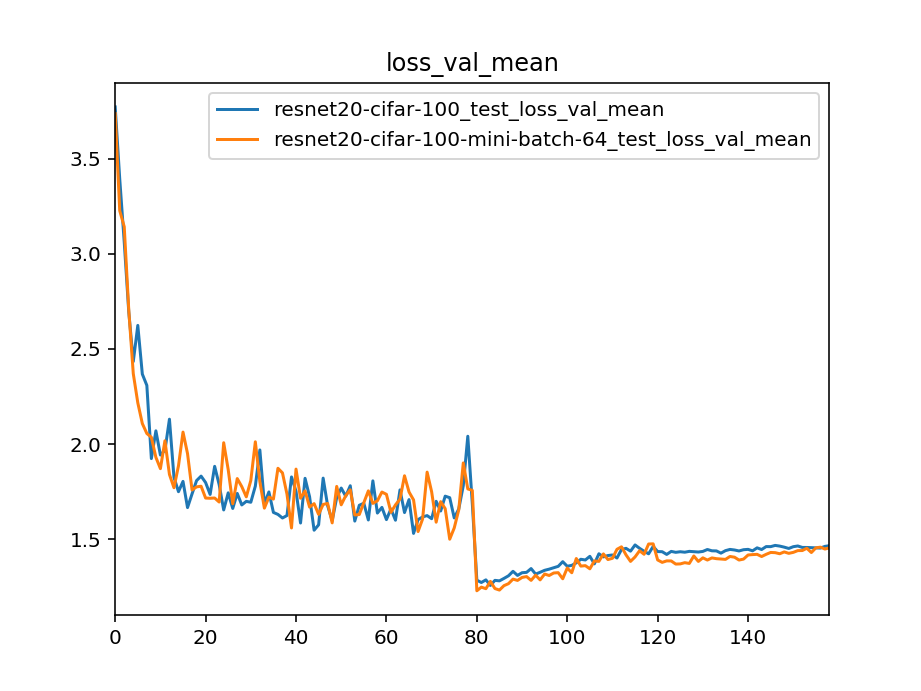 loss_val_mean
resnet20-cifar-100_test_loss_val_mean
resnet20-cifar-100-mini-batch-64_test_loss_val_mean
3.5
3.0
2.5
2.0
1.5
0 20 40 60 80 100 120 140